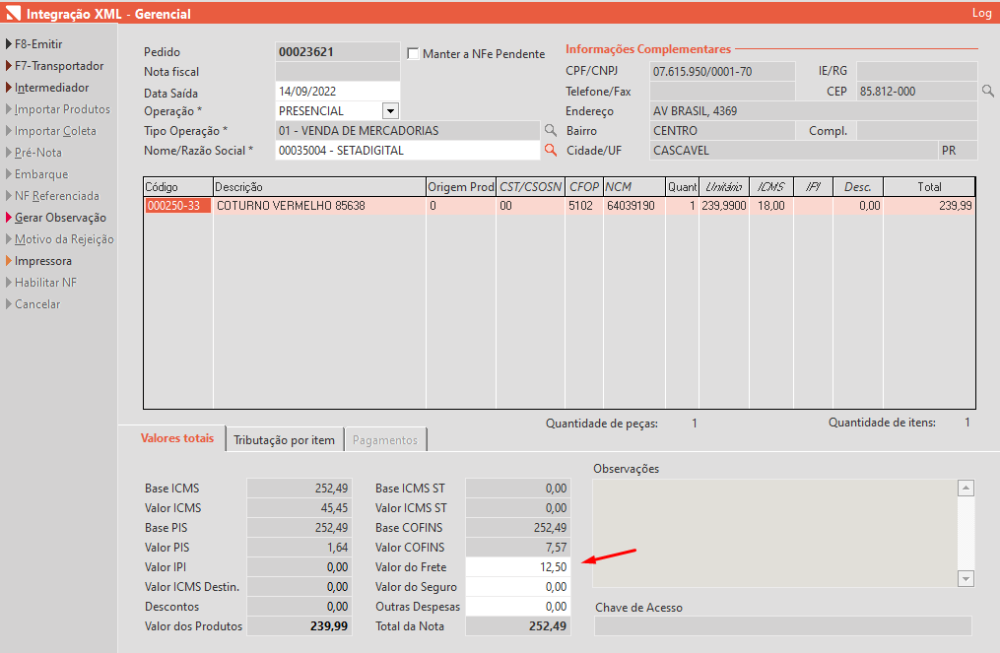 Integração XML - Gerencial
Log
F8-Emitir
F7-Transportador
Intermediador
Importar Produtos
Importar Coleta
Pré-Nota
Embarque
NF Referenciada
Gerar Observação
Motivo da Rejeição
Impressora
Habilitar NF
Cancelar
Pedido 00023621 Manter a NFe Pendente
Nota fiscal
Data Saída 14/09/2022
Operação * PRESENCIAL
Tipo Operação * 01 - VENDA DE MERCADORIAS
Nome/Razão Social * 00035004 - SETADIGITAL
Informações Complementares
CPF/CNPJ 07.615.950/0001-70 IE/RG
Telefone/Fax CEP 85.812-000
Endereço AV BRASIL, 4369
Bairro CENTRO Compl.
Cidade/UF CASCAVEL PR
Código Descrição Origem Prod CST/CSOSN CFOP NCM Quant Unitário ICMS IPI Desc. Total
000250-33 COTURNO VERMELHO 85638 0 00 5102 64039190 1 239,9900 18,00 0,00 239,99
Quantidade de peças: 1 Quantidade de itens: 1
Valores totais Tributação por item Pagamentos
Base ICMS 252,49 Base ICMS ST 0,00
Valor ICMS 45,45 Valor ICMS ST 0,00
Base PIS 252,49 Base COFINS 252,49
Valor PIS 1,64 Valor COFINS 7,57
Valor IPI 0,00 Valor do Frete 12,50
Valor ICMS Destin. 0,00 Valor do Seguro 0,00
Descontos 0,00 Outras Despesas 0,00
Valor dos Produtos 239,99 Total da Nota 252,49
Observações
Chave de Acesso